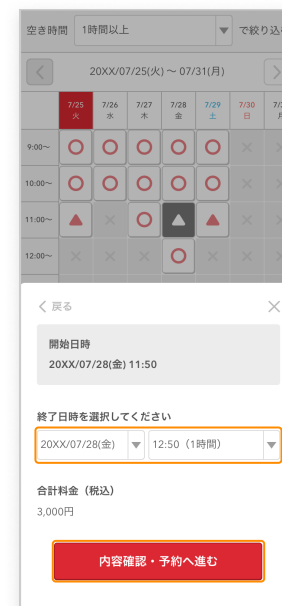 空き時間 1時間以上 で絞り込
20XX/07/25(火) ~ 07/31(月)
7/25 7/26 7/27 7/28 7/29 7/30
火 水 木 金 土 日
9:00~
10:00~
11:00~
12:00~
戻る
開始日時
20XX/07/28(金) 11:50
終了日時を選択してください
20XX/07/28(金) 12:50（1時間）
合計料金（税込）
3,000円
内容確認・予約へ進む